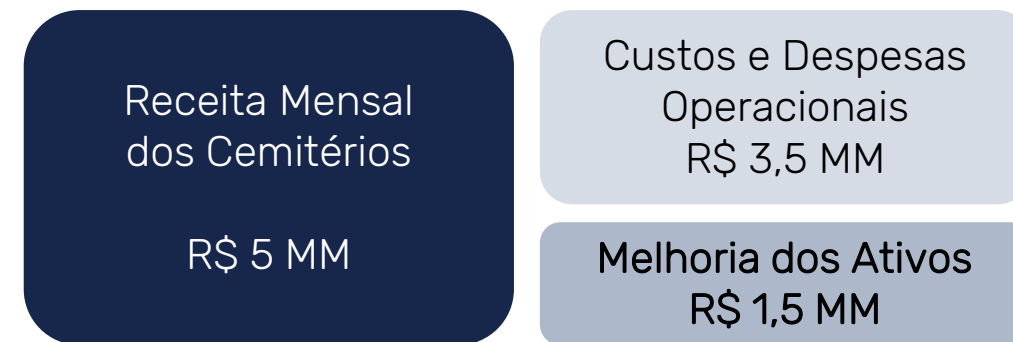 Receita Mensal
dos Cemitérios
R$ 5 MM
Custos e Despesas
Operacionais
R$ 3,5 MM
Melhoria dos Ativos
R$ 1,5 MM